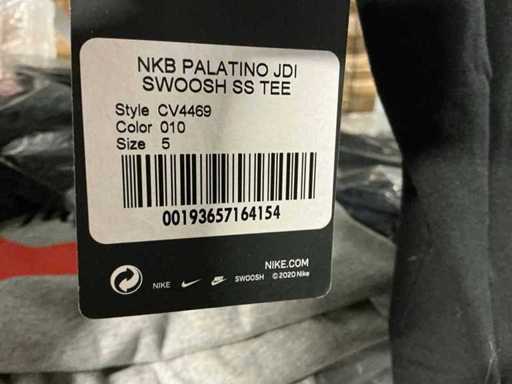 NKB PALATINO JDI
SWOOSH SS TEE
Style CV4469
Color 010
Size 5
00193657164154
NIKE.COM
NIKE SWOOSH © 2020 Nike